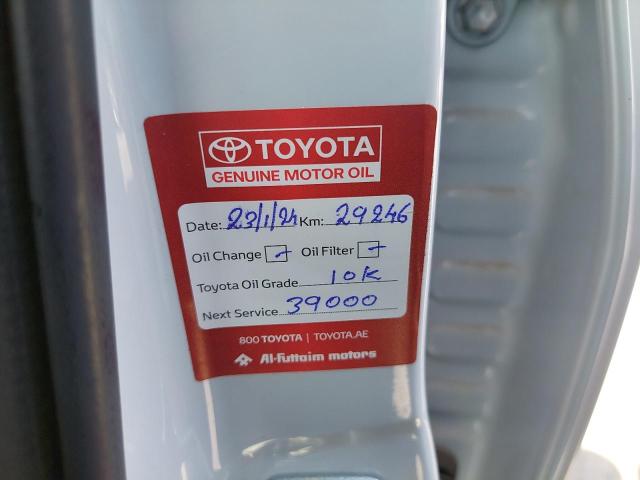 TOYOTA
GENUINE MOTOR OIL
Date: 23/1/24 Km: 29246
Oil Change Oil Filter
Toyota Oil Grade 10K
Next Service 39000
800 TOYOTA | TOYOTA.AE
Al-Futtaim motors